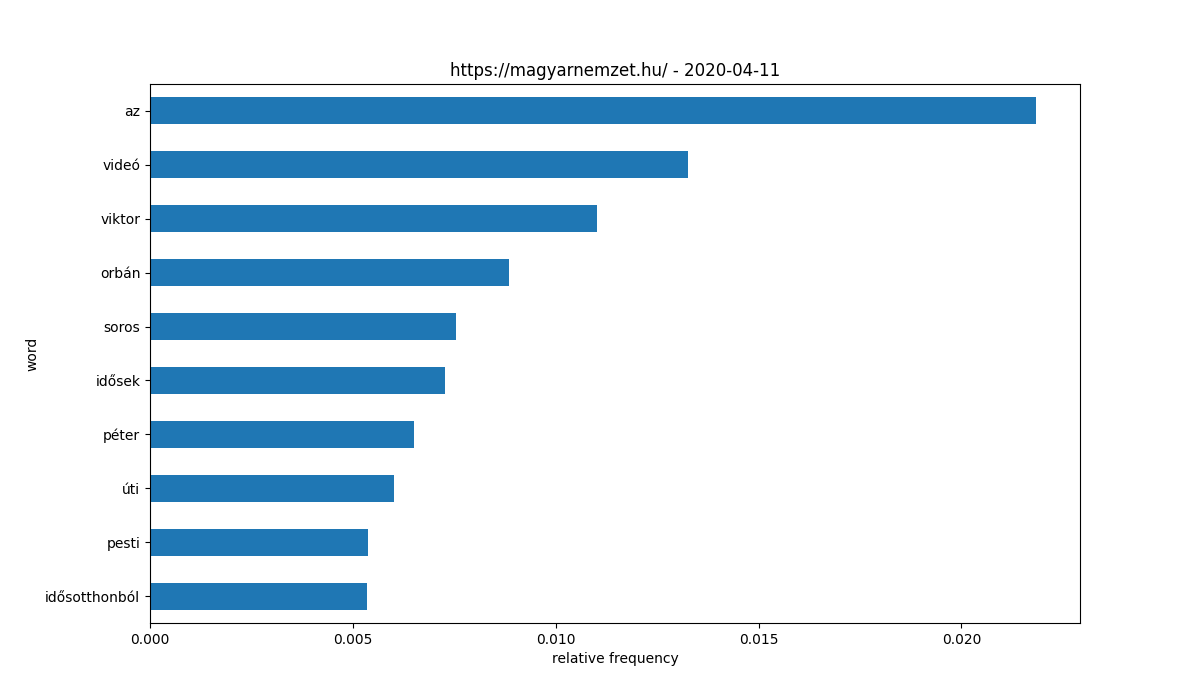 https://magyarnemzet.hu/ - 2020-04-11
az
videó
viktor
orbán
soros
idősek
péter
úti
pesti
idősotthonból
word
0.000 0.005 0.010 0.015 0.020
relative frequency